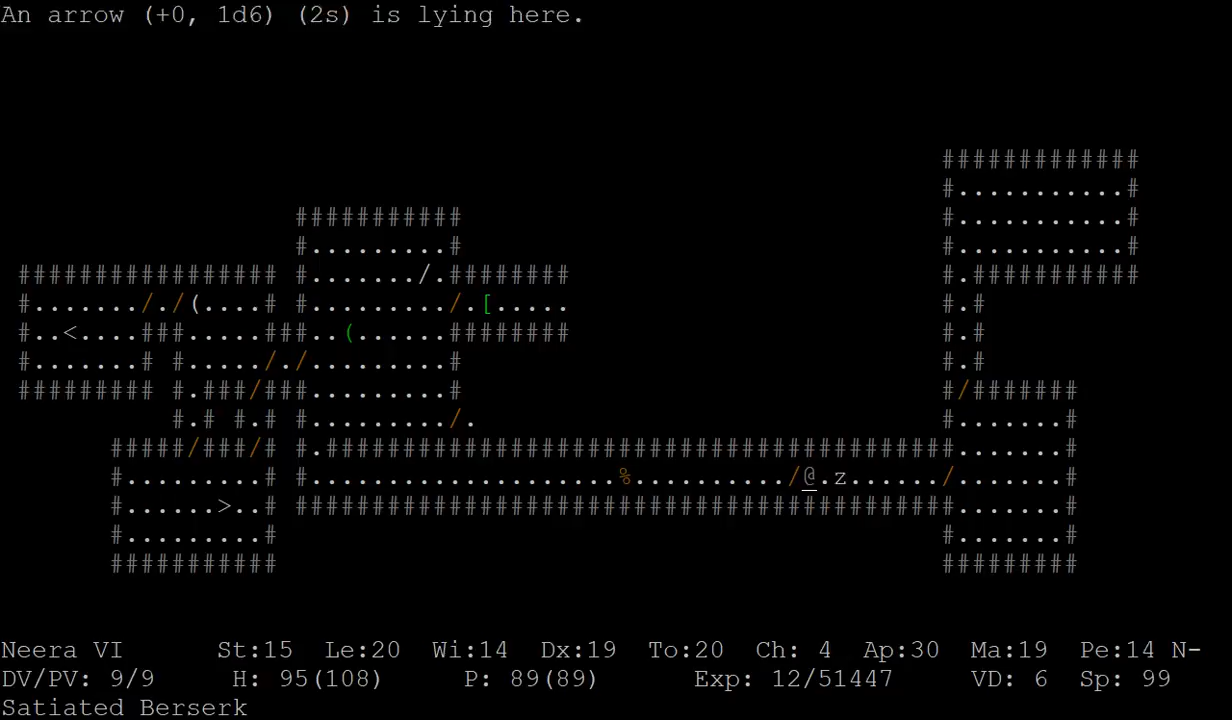 An arrow (+0, 1d6) (2s) is lying here.
#############
#...........#
########### #...........#
#.........# #...........#
################# #......./.######## #.###########
#......./././(....# #........./.[..... #.#
#..<....###.....###..(......######## #.#
#.......# #...../././.........# #.#
######### #.###/###.........# #/#######
#.# #.# #........./. #.......#
#####/###/# #.#########################################.......#
#.........# #....................%........../@.z....../.......#
#......>..# ###########################################.......#
#.........# #.......#
########### #########
Neera VI St:15 Le:20 Wi:14 Dx:19 To:20 Ch: 4 Ap:30 Ma:19 Pe:14 N-
DV/PV: 9/9 H: 95(108) P: 89(89) Exp: 12/51447 VD: 6 Sp: 99
Satiated Berserk